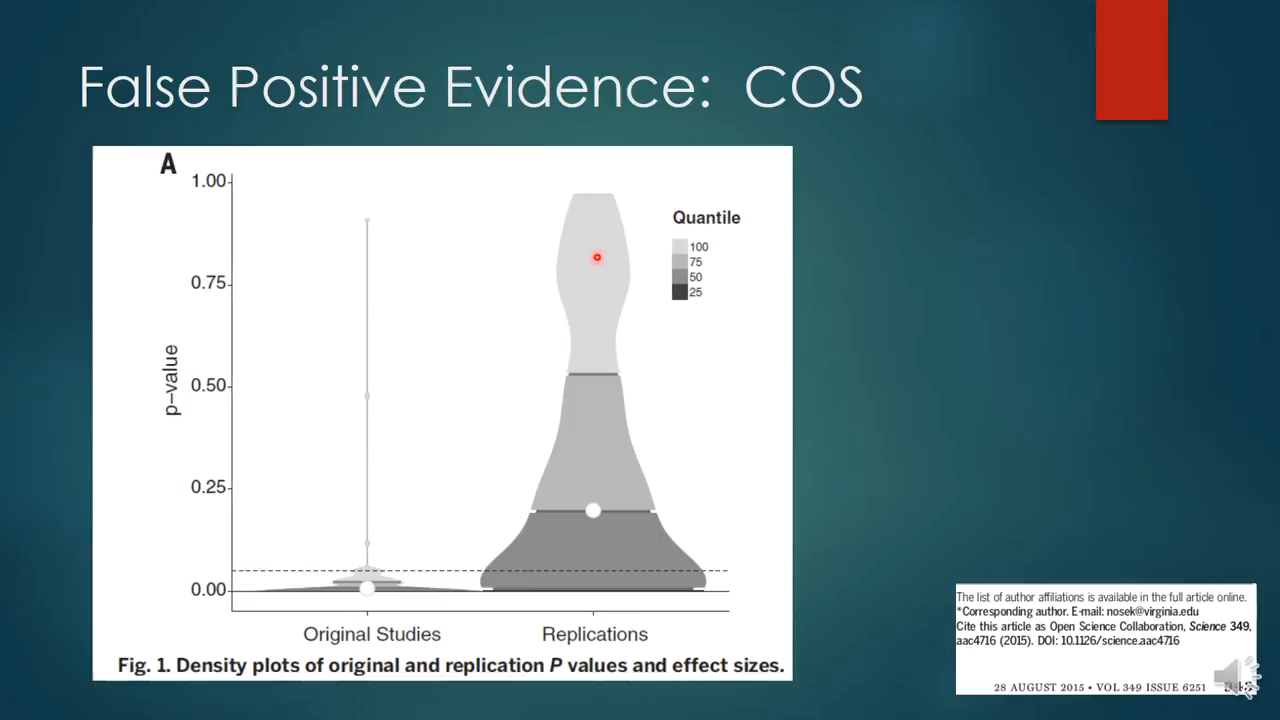 False Positive Evidence: COS
A
1.00
0.75
0.50
0.25
0.00
p–value
Quantile
100
75
50
25
Original Studies
Replications
Fig. 1. Density plots of original and replication P values and effect sizes.
The list of author affiliations is available in the full article online.
*Corresponding author. E-mail: nosek@virginia.edu
Cite this article as Open Science Collaboration, Science 349,
aac4716 (2015). DOI: 10.1126/science.aac4716
28 AUGUST 2015 • VOL 349 ISSUE 6251